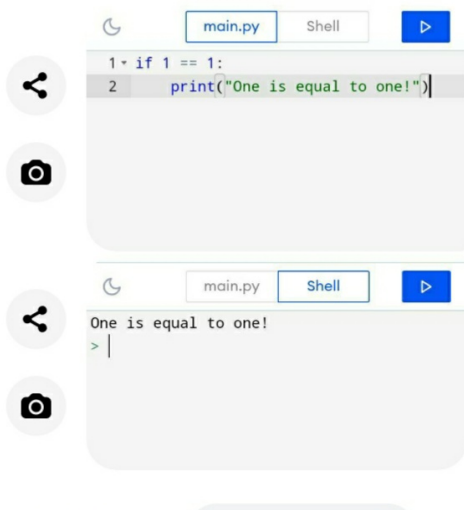 main.py Shell
1 if 1 == 1:
2 print("One is equal to one!")
main.py Shell
One is equal to one!
>